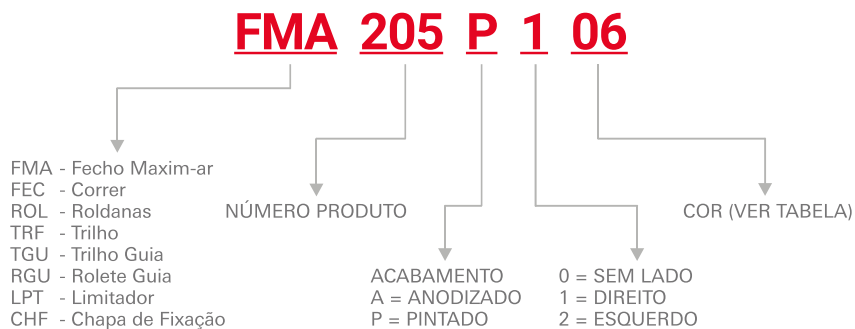 FMA 205 P 1 06
FMA - Fecho Maxim-ar
FEC - Correr
ROL - Roldanas
TRF - Trilho
TGU - Trilho Guia
RGU - Rolete Guia
LPT - Limitador
CHF - Chapa de Fixação
NÚMERO PRODUTO
ACABAMENTO
A = ANODIZADO
P = PINTADO
0 = SEM LADO
1 = DIREITO
2 = ESQUERDO
COR (VER TABELA)